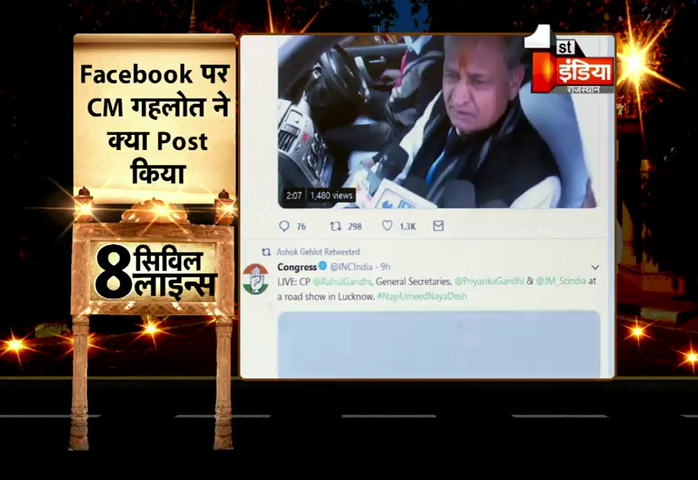 Facebook पर
CM गहलोत ने
क्या Post
किया
8 सिविल
लाइन्स
1st
इंडिया
राजस्थान
2:07 1,480 views
76 298 1.3K
Ashok Gehlot Retweeted
Congress @INCIndia - 9h
LIVE: CP @RahulGandhi, General Secretaries, @PriyankaGandhi & @JM_Scindia at
a road show in Lucknow. #NayiUmeedNayaDesh